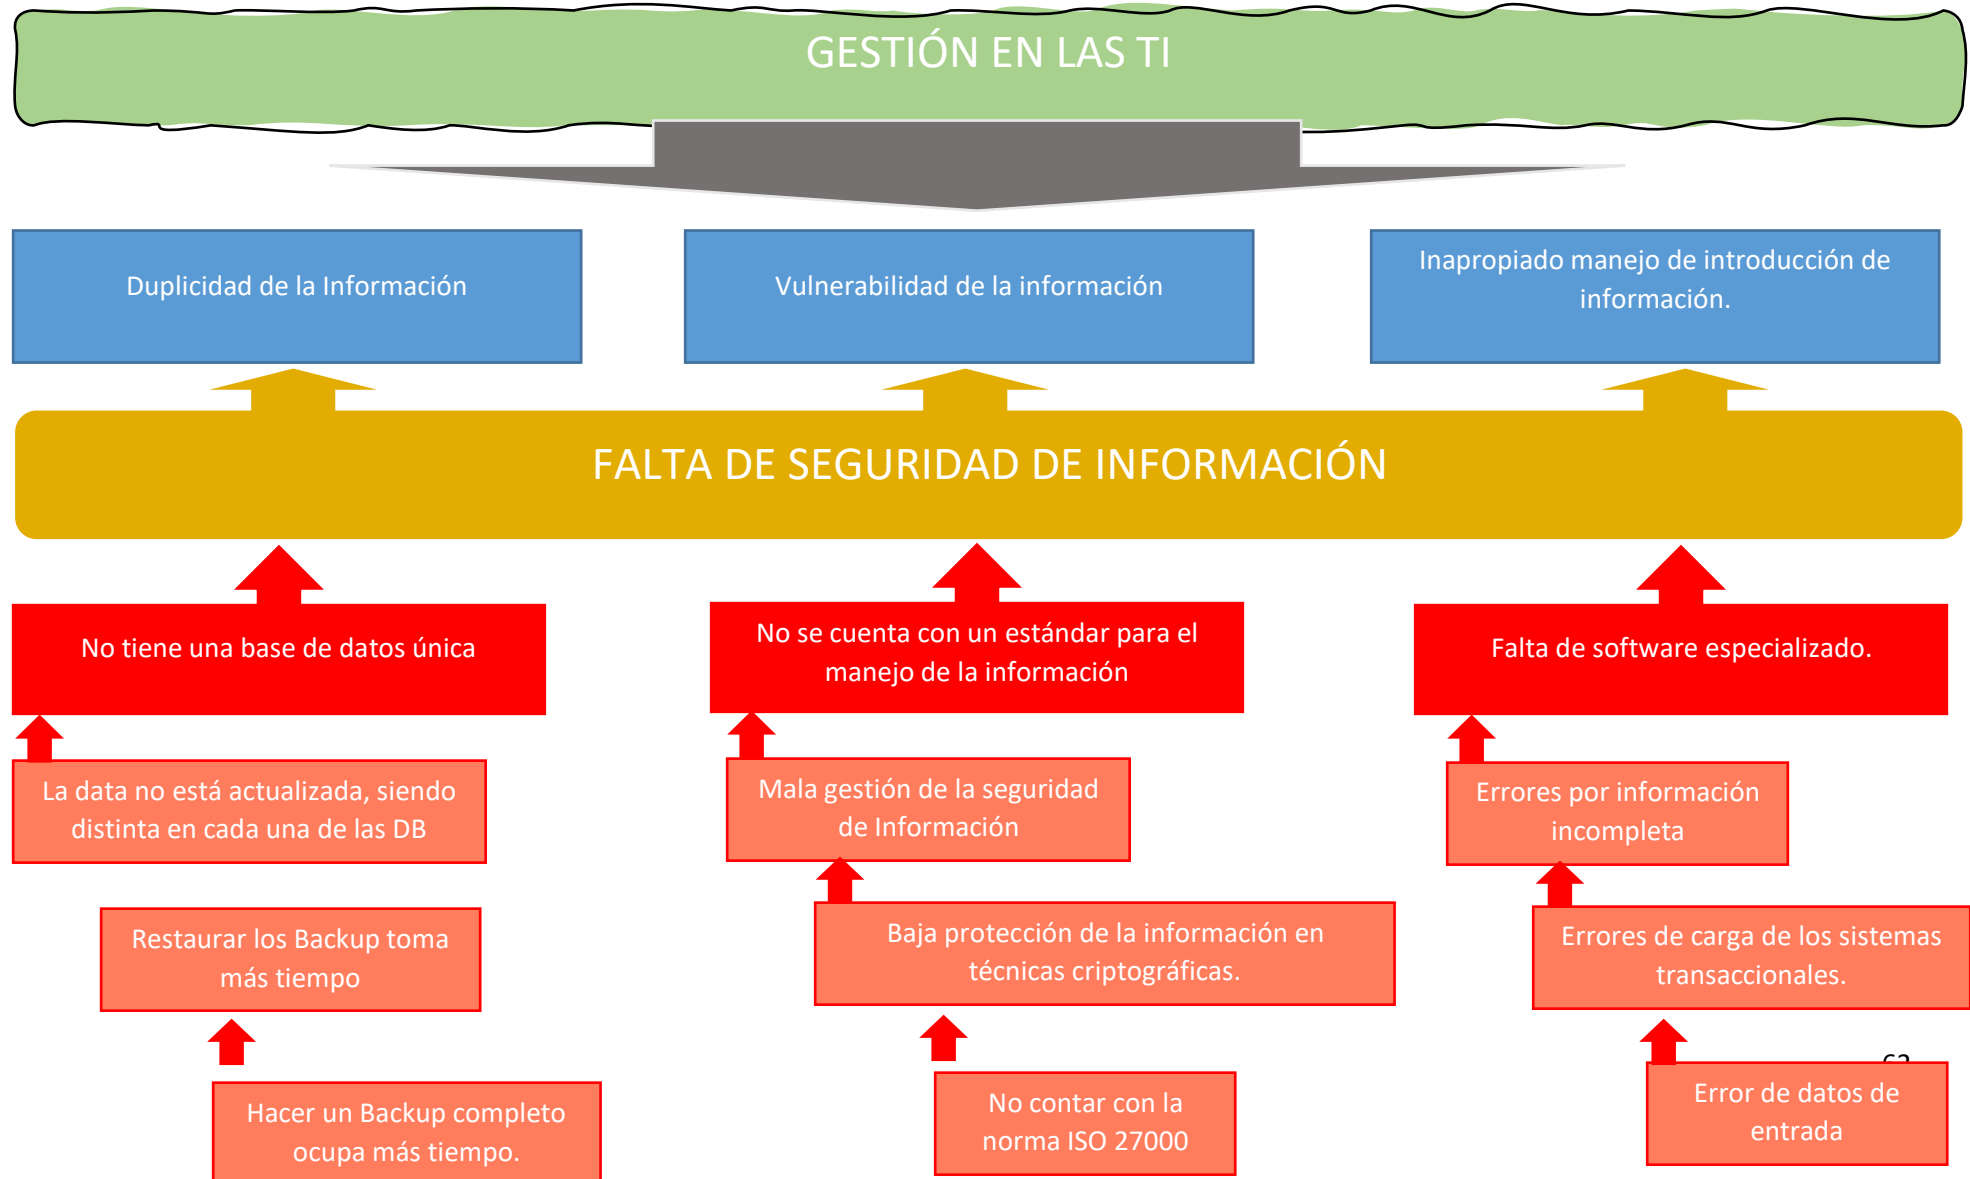 GESTIÓN EN LAS TI
Duplicidad de la Información
Vulnerabilidad de la información
Inapropiado manejo de introducción de
información.
FALTA DE SEGURIDAD DE INFORMACIÓN
No tiene una base de datos única
No se cuenta con un estándar para el
manejo de la información
Falta de software especializado.
La data no está actualizada, siendo
distinta en cada una de las DB
Mala gestión de la seguridad
de Información
Errores por información
incompleta
Restaurar los Backup toma
más tiempo
Baja protección de la información en
técnicas criptográficas.
Errores de carga de los sistemas
transaccionales.
Hacer un Backup completo
ocupa más tiempo.
No contar con la
norma ISO 27000
Error de datos de
entrada